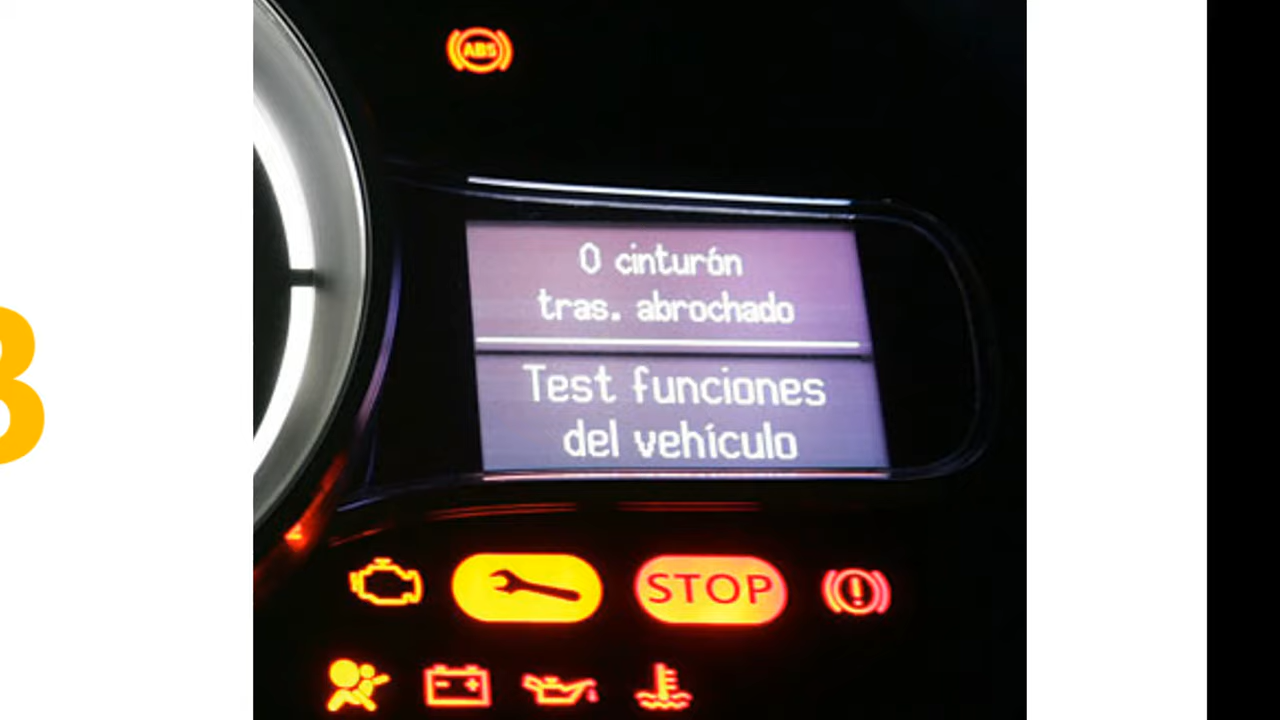 ABS
0 cinturón
tras. abrochado
Test funciones
del vehículo
STOP